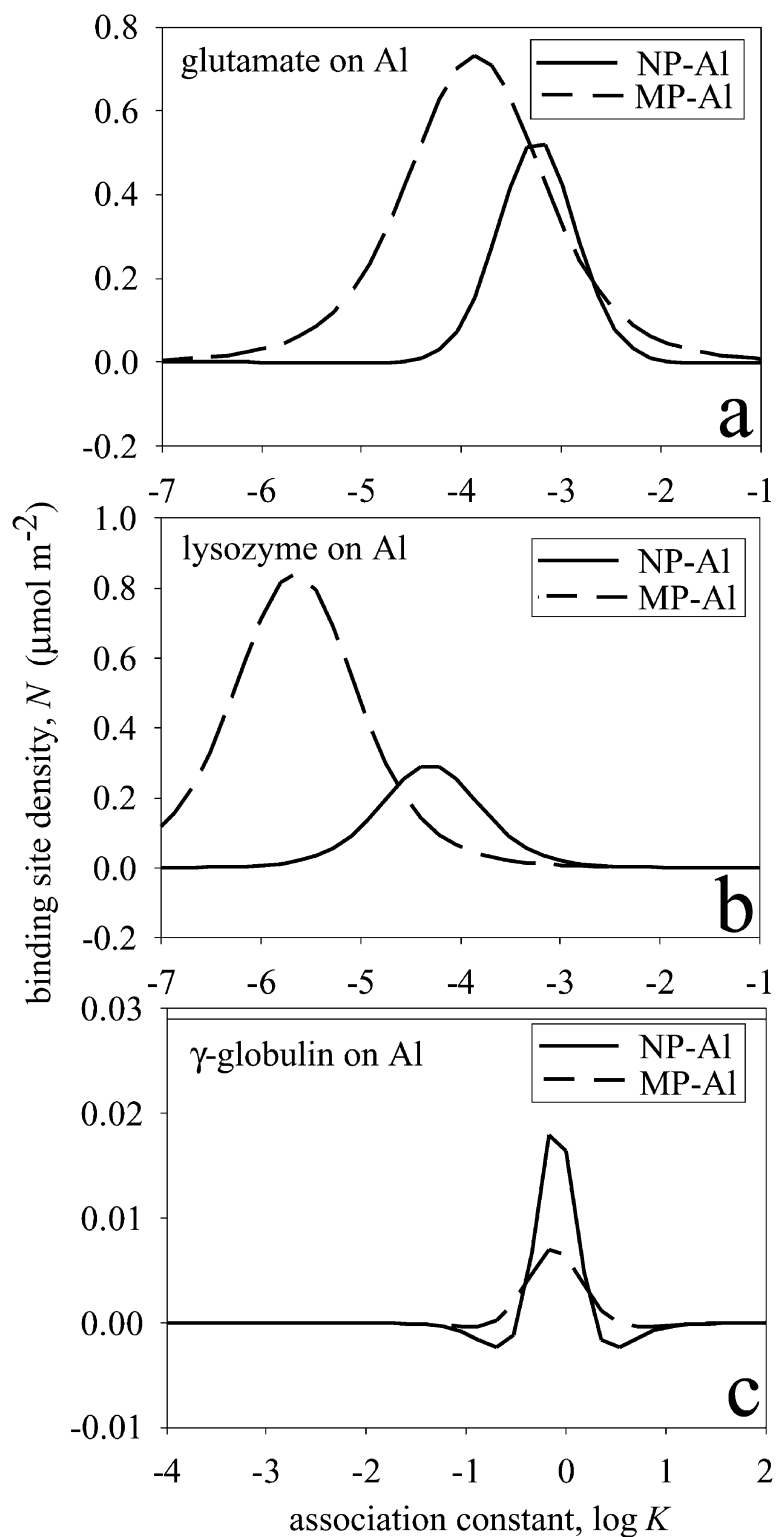 0.8
glutamate on Al
NP-Al
MP-Al
0.6
0.4
0.2
0.0
-0.2
a
-7 -6 -5 -4 -3 -2 -1
1.0
lysozyme on Al
NP-Al
MP-Al
0.8
0.6
0.4
0.2
0.0
-0.2
b
-7 -6 -5 -4 -3 -2 -1
binding site density, N (μmol m⁻²)
0.03
γ-globulin on Al
NP-Al
MP-Al
0.02
0.01
0.00
-0.01
c
-4 -3 -2 -1 0 1 2
association constant, log K